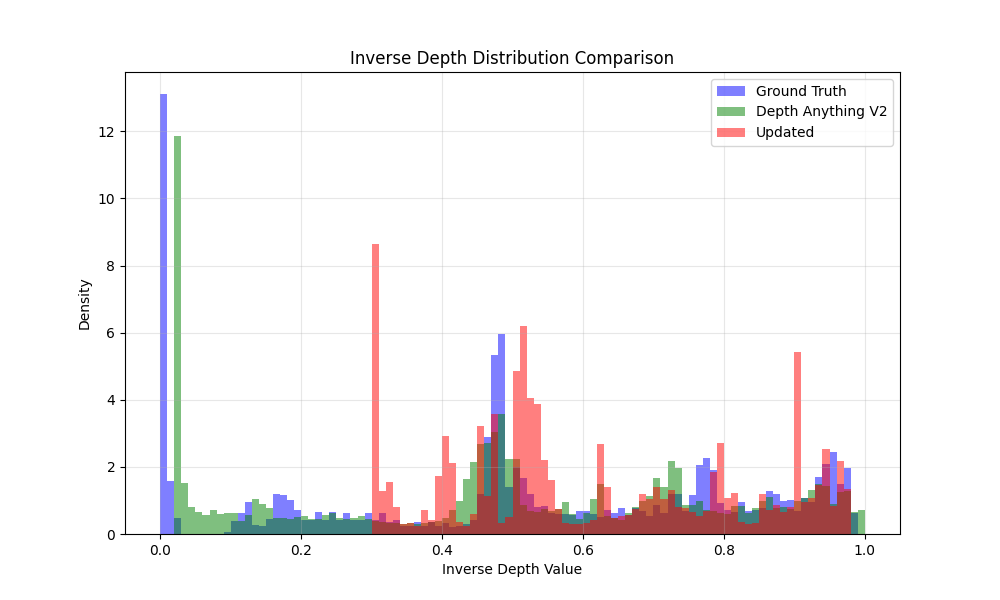 Inverse Depth Distribution Comparison
Ground Truth
Depth Anything V2
Updated
Density
12
10
8
6
4
2
0
0.0 0.2 0.4 0.6 0.8 1.0
Inverse Depth Value